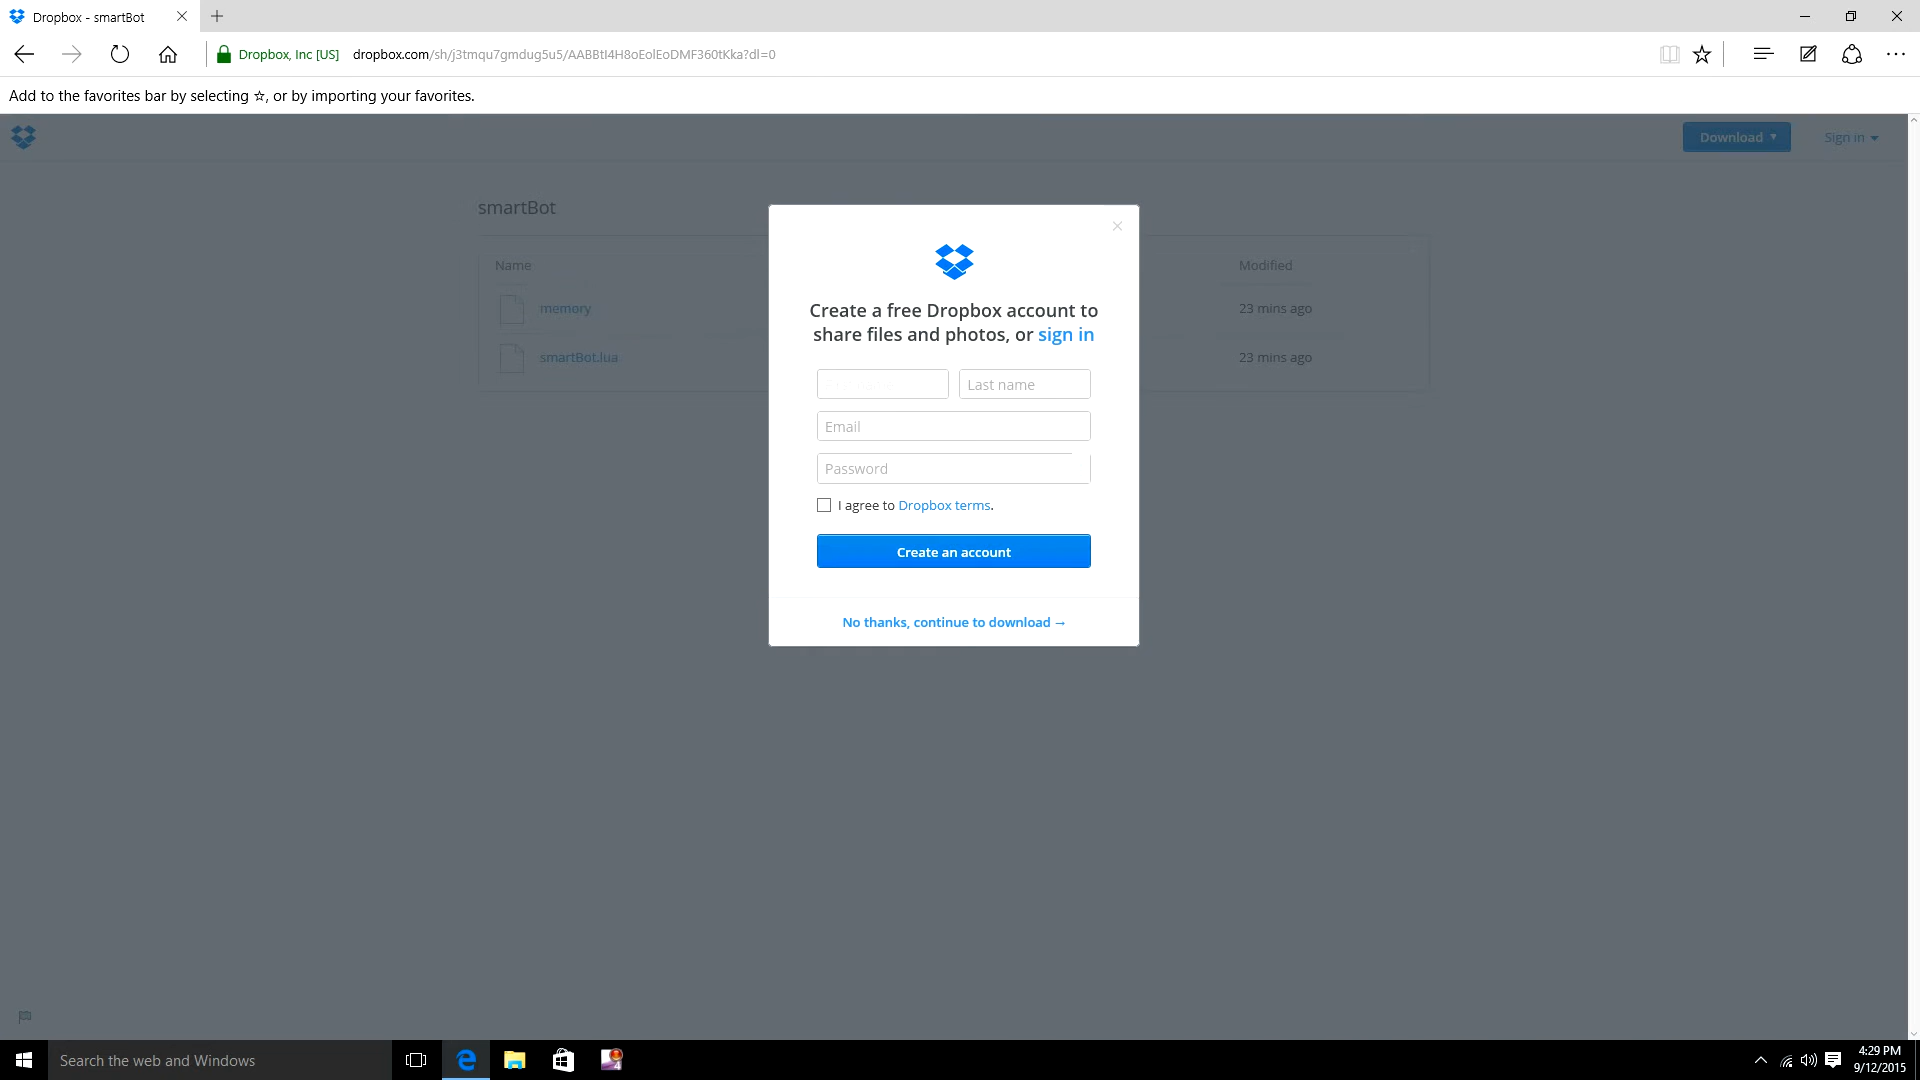 Dropbox - smartBot
Dropbox, Inc [US] dropbox.com/sh/j3tmqu7gmdug5u5/AABBtI4H8oEolEoDMF360tKka?dl=0
Add to the favorites bar by selecting ☆, or by importing your favorites.
Download ▾ Sign in ▾
smartBot
Name Modified
memory 23 mins ago
smartBot.lua 23 mins ago
Create a free Dropbox account to
share files and photos, or sign in
Last name
Email
Password
I agree to Dropbox terms.
Create an account
No thanks, continue to download →
Search the web and Windows
4:29 PM
9/12/2015